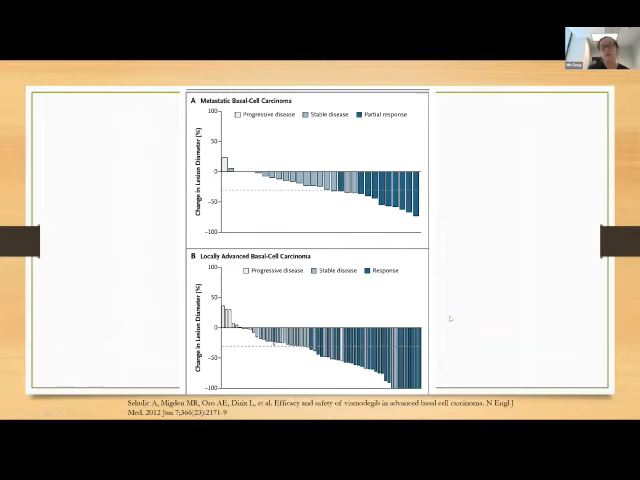 A Metastatic Basal-Cell Carcinoma
Progressive disease Stable disease Partial response
Change in Lesion Diameter (%)
100
50
0
−50
−100
B Locally Advanced Basal-Cell Carcinoma
Progressive disease Stable disease Response
Change in Lesion Diameter (%)
100
50
0
−50
−100
Sekulic A, Migden MR, Oro AE, Dirix L, et al. Efficacy and safety of vismodegib in advanced basal cell carcinoma. N Engl J
Med. 2012 Jun 7;366(23):2171-9